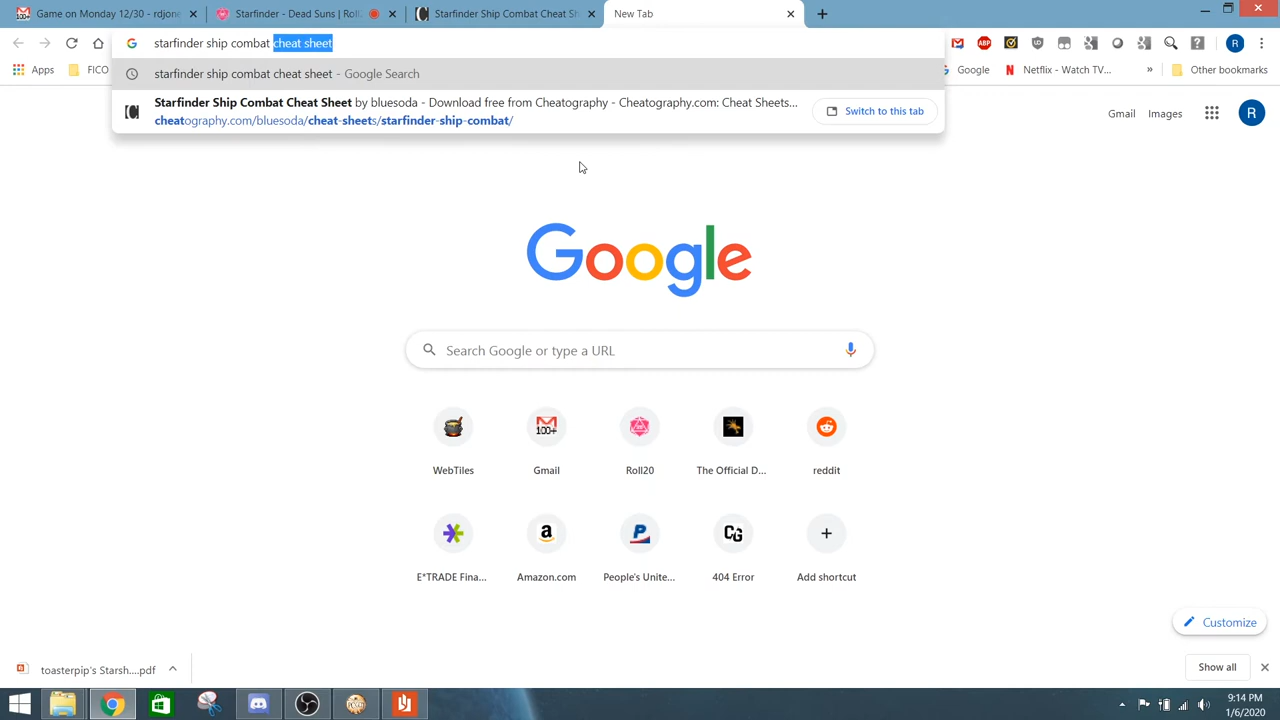 Game on Monday 12/30 - rdjone
Starfinder - Dead Suns | Roll
Starfinder Ship Combat Cheat Sh
New Tab
starfinder ship combat cheat sheet
Apps
FICO
Google
Netflix - Watch TV...
»
Other bookmarks
starfinder ship combat cheat sheet - Google Search
Starfinder Ship Combat Cheat Sheet by bluesoda - Download free from Cheatography - Cheatography.com: Cheat Sheets...
cheatography.com/bluesoda/cheat-sheets/starfinder-ship-combat/
Switch to this tab
Gmail
Images
R
Google
Search Google or type a URL
WebTiles
Gmail
Roll20
The Official D...
reddit
E*TRADE Fina...
Amazon.com
People's Unite...
404 Error
Add shortcut
Customize
toasterpip's Starsh....pdf
Show all
9:14 PM
1/6/2020